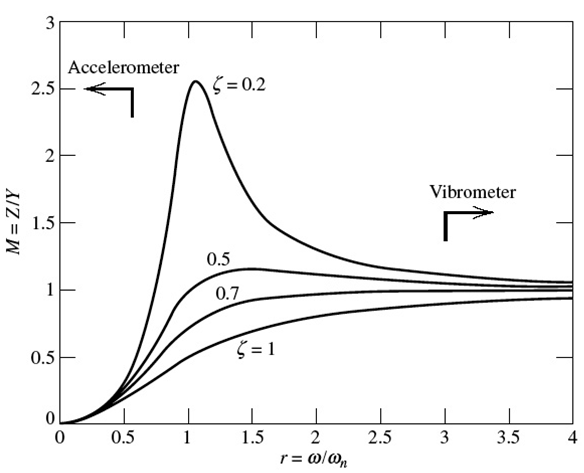 3
Accelerometer
2.5
ζ = 0.2
2
Vibrometer
M = Z/Y
1.5
0.5
1
0.7
0.5
ζ = 1
0
0 0.5 1 1.5 2 2.5 3 3.5 4
r = ω/ωn